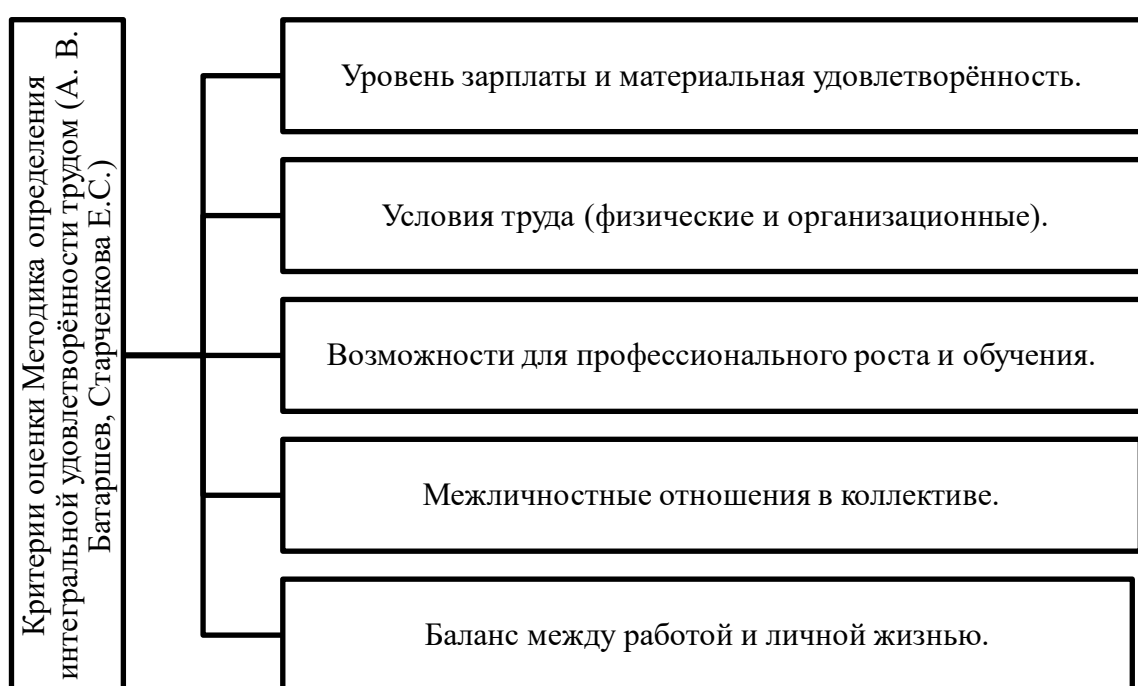 Критерии оценки Методика определения
интегральной удовлетворённости трудом (А. В.
Батаршев, Старченкова Е.С.)
Уровень зарплаты и материальная удовлетворённость.
Условия труда (физические и организационные).
Возможности для профессионального роста и обучения.
Межличностные отношения в коллективе.
Баланс между работой и личной жизнью.